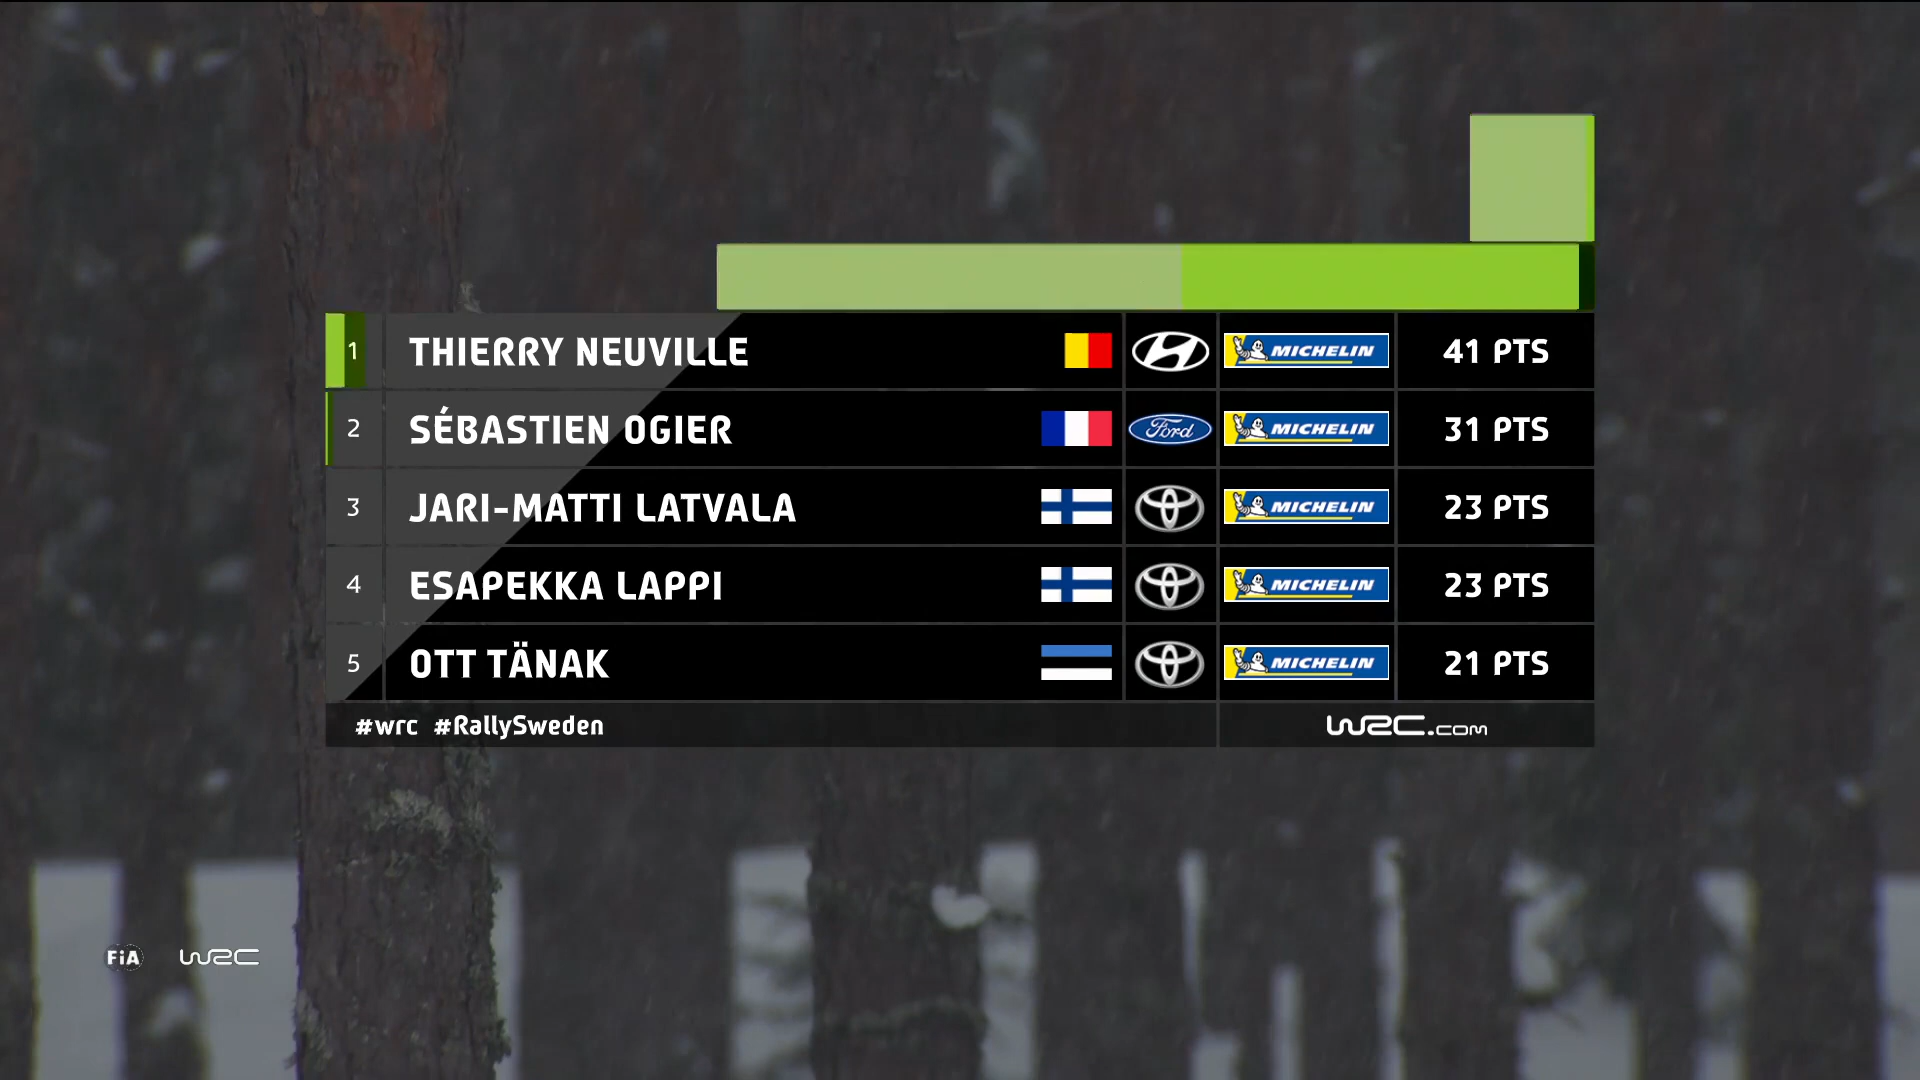 1 THIERRY NEUVILLE HYUNDAI MICHELIN 41 PTS
2 SÉBASTIEN OGIER Ford MICHELIN 31 PTS
3 JARI-MATTI LATVALA MICHELIN 23 PTS
4 ESAPEKKA LAPPI MICHELIN 23 PTS
5 OTT TÄNAK MICHELIN 21 PTS
#wrc #RallySweden WRC.com
FiA WRC